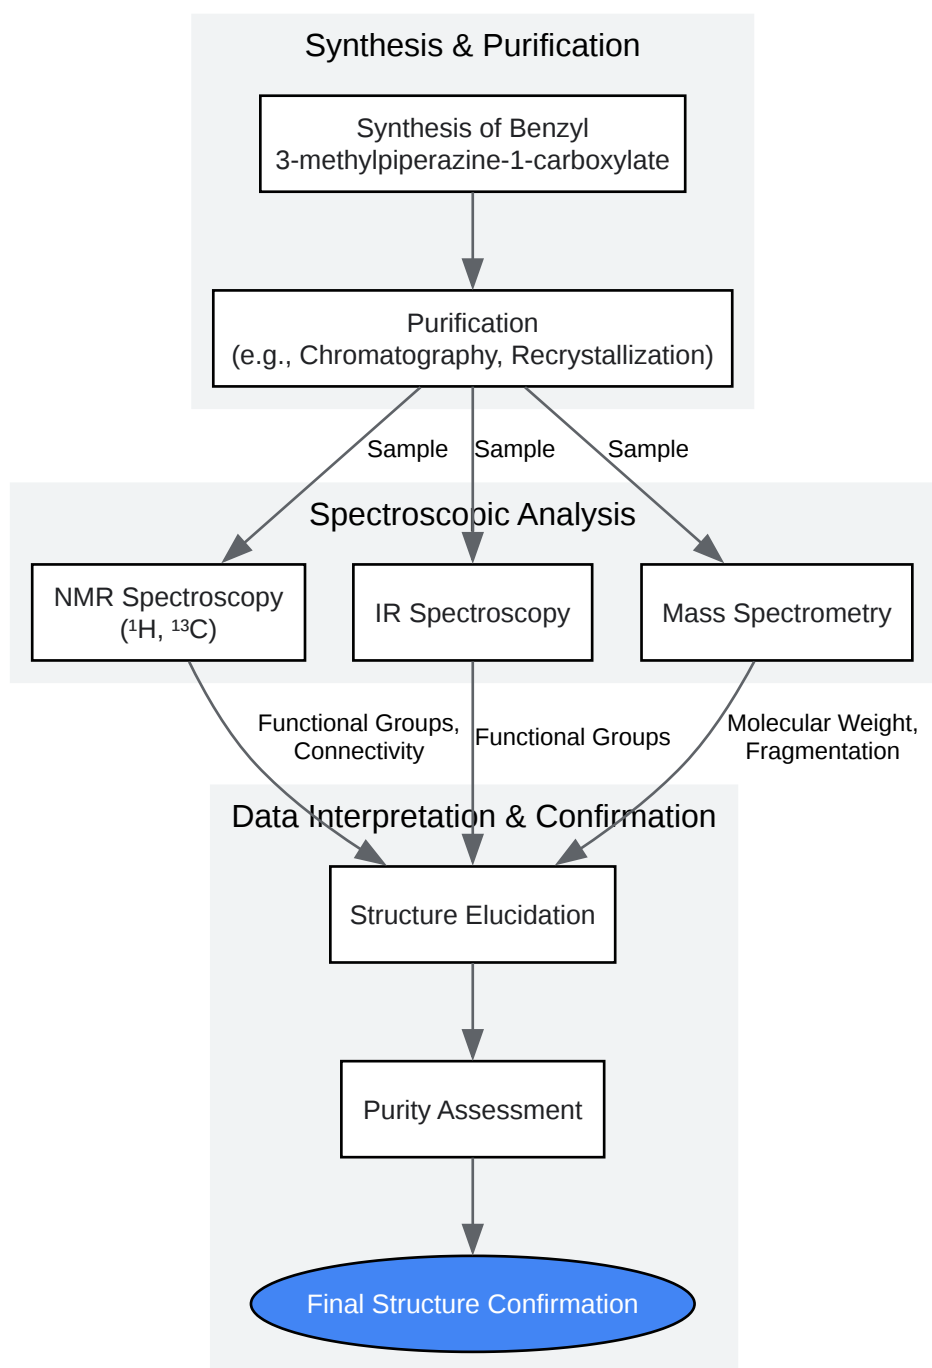 Synthesis & Purification
Synthesis of Benzyl
3-methylpiperazine-1-carboxylate
Purification
(e.g., Chromatography, Recrystallization)
Sample
Sample
Sample
Spectroscopic Analysis
NMR Spectroscopy
(¹H, ¹³C)
IR Spectroscopy
Mass Spectrometry
Functional Groups,
Connectivity
Functional Groups
Molecular Weight,
Fragmentation
Data Interpretation & Confirmation
Structure Elucidation
Purity Assessment
Final Structure Confirmation